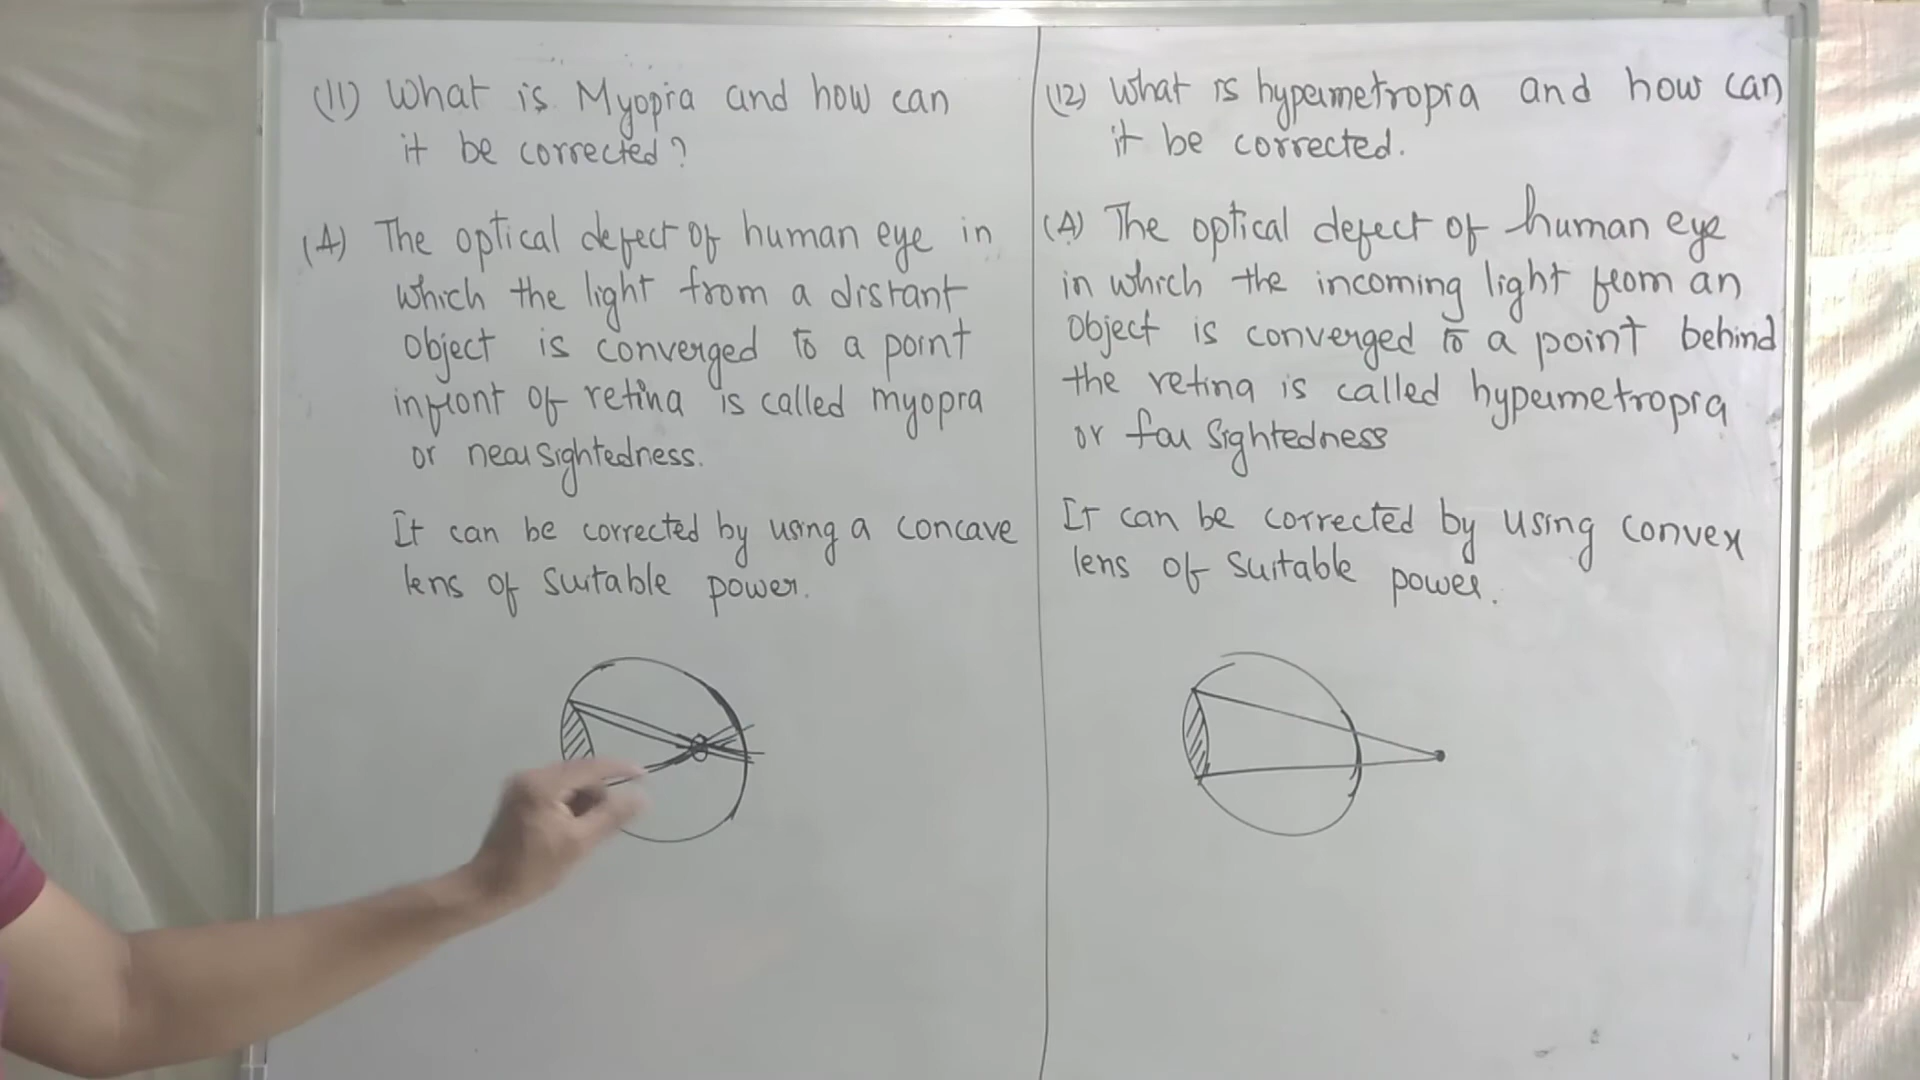 (11) What is Myopia and how can
it be corrected?
(A) The optical defect of human eye in
which the light from a distant
object is converged to a point
infront of retina is called myopia
or near sightedness.
It can be corrected by using a concave
lens of suitable power.
(12) What is hypermetropia and how can
it be corrected.
(A) The optical defect of human eye
in which the incoming light from an
object is converged to a point behind
the retina is called hypermetropia
or far sightedness
It can be corrected by using convex
lens of suitable power.